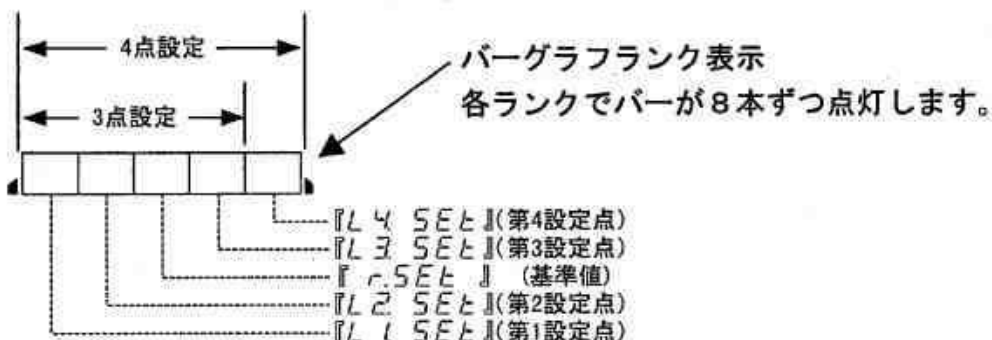 4点設定
バーグラフランク表示
各ランクでバーが8本ずつ点灯します。
3点設定
『L4. SEt』(第4設定点)
『L3. SEt』(第3設定点)
『 r.SEt 』 (基準値)
『L2. SEt』(第2設定点)
『L1. SEt』(第1設定点)